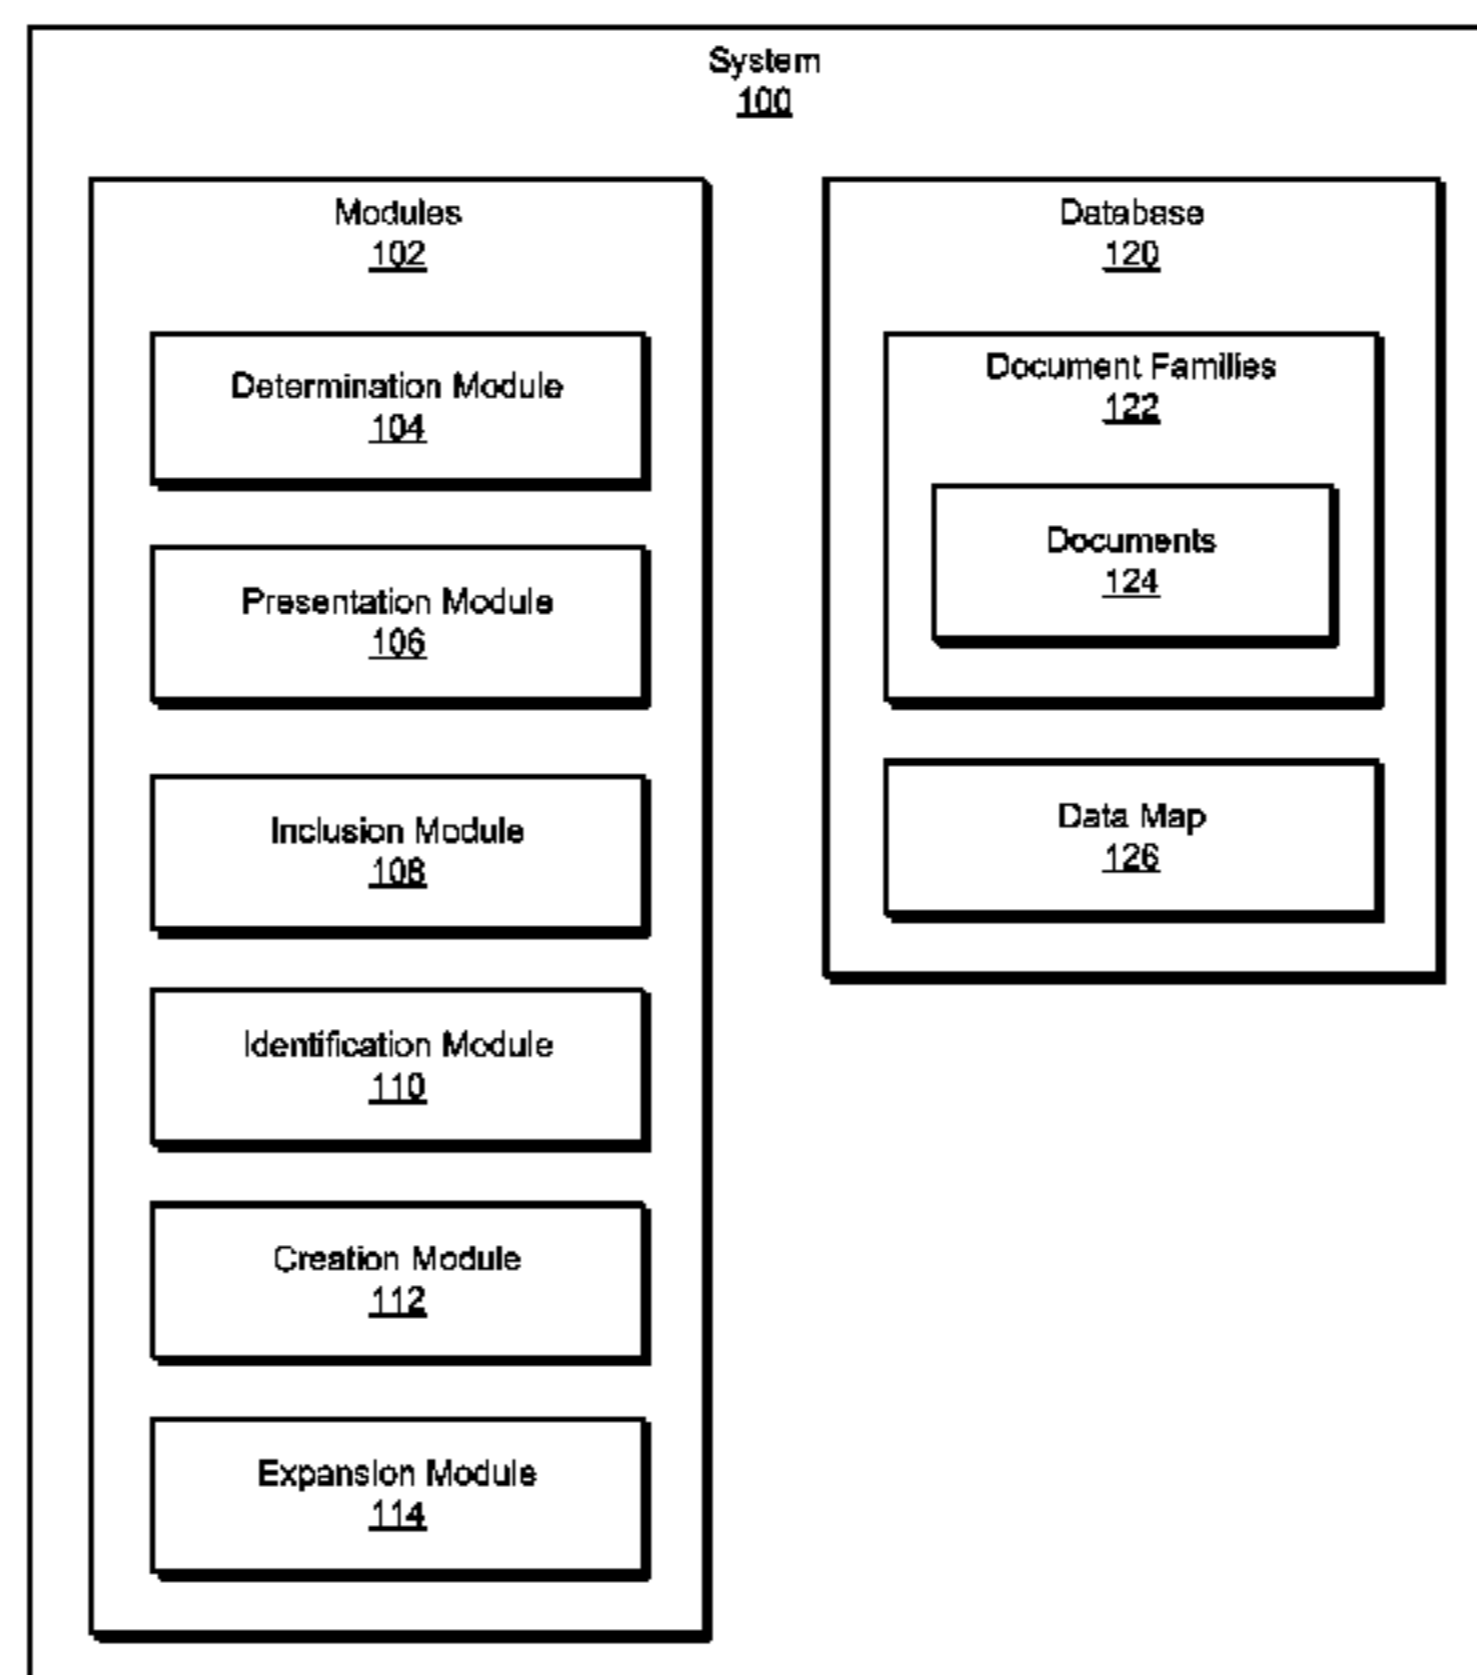 System
100
Modules
102
Determination Module
104
Presentation Module
106
Inclusion Module
108
Identification Module
110
Creation Module
112
Expansion Module
114
Database
120
Document Families
122
Documents
124
Data Map
126